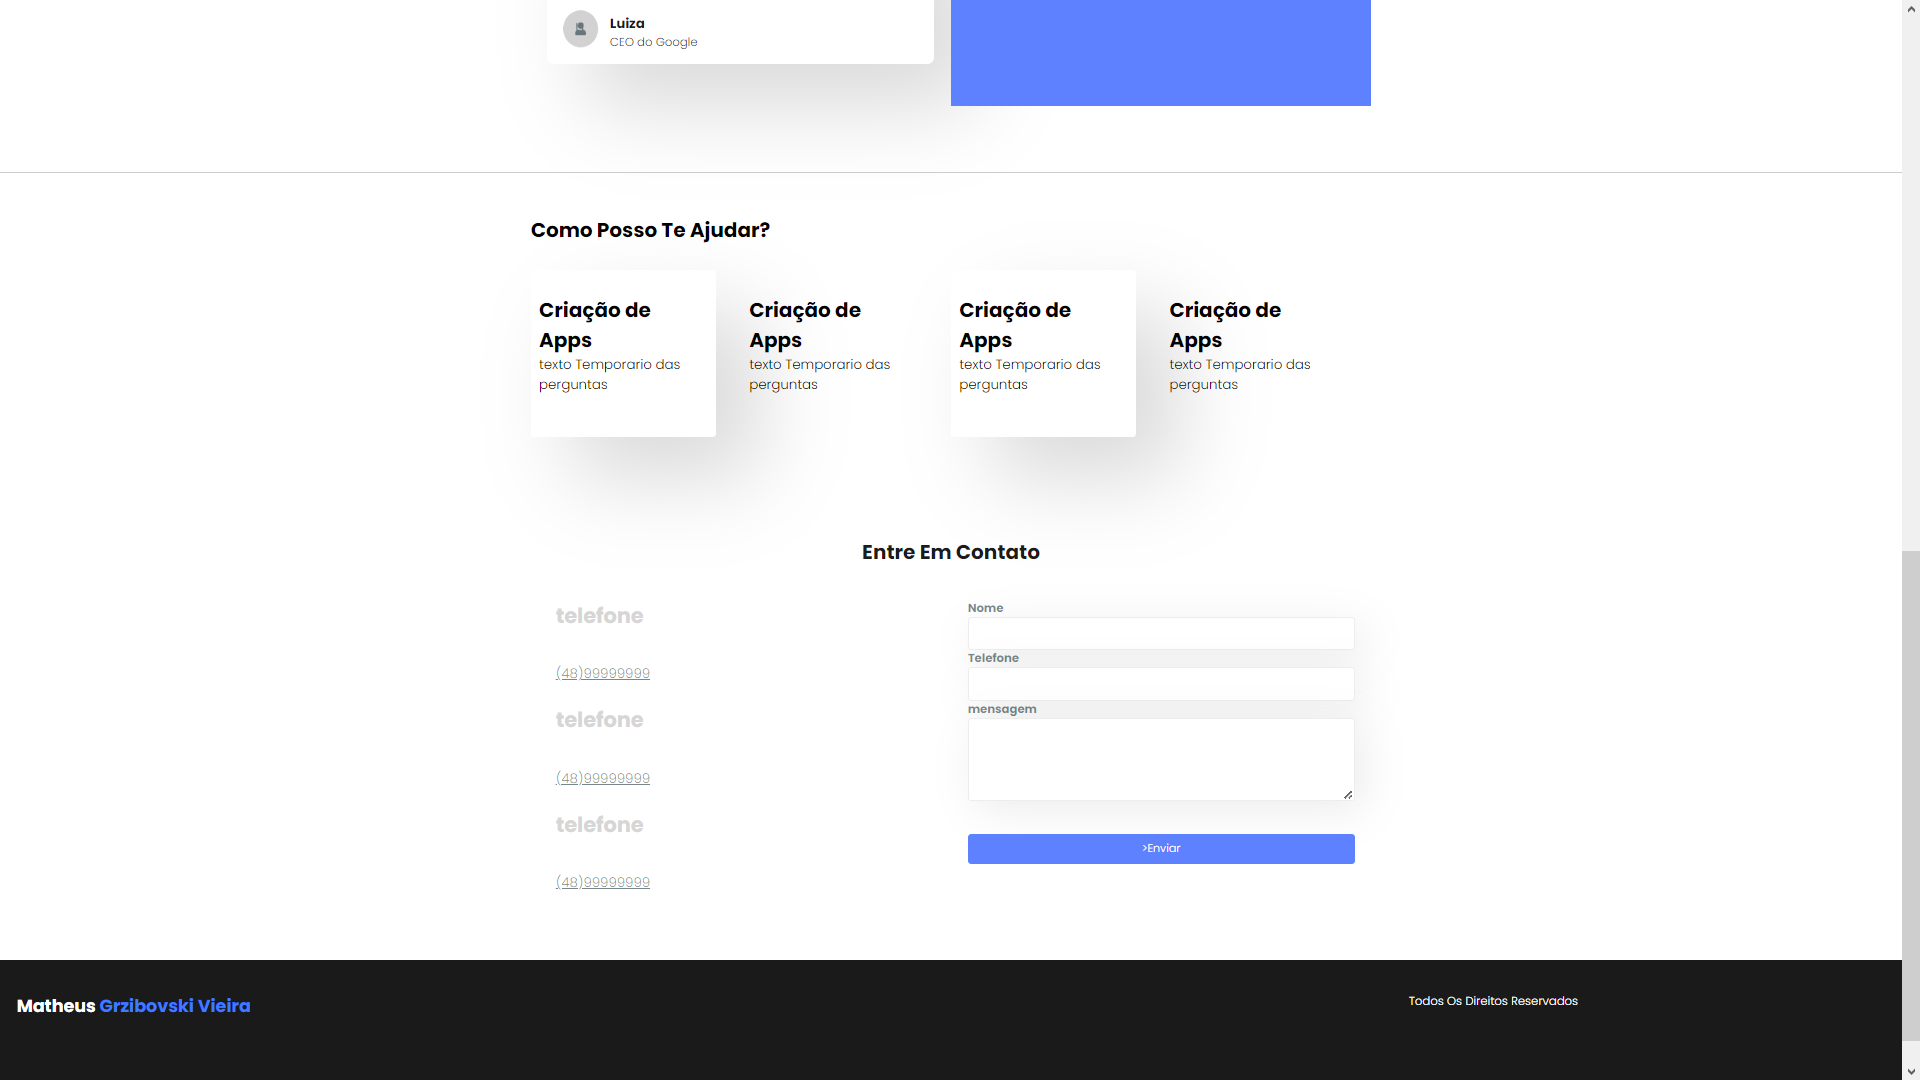 Luiza
CEO do Google
Como Posso Te Ajudar?
Criação de
Apps
texto Temporario das
perguntas
Criação de
Apps
texto Temporario das
perguntas
Criação de
Apps
texto Temporario das
perguntas
Criação de
Apps
texto Temporario das
perguntas
Entre Em Contato
telefone
(48)99999999
telefone
(48)99999999
telefone
(48)99999999
Nome
Telefone
mensagem
>Enviar
Matheus Grzibovski Vieira
Todos Os Direitos Reservados